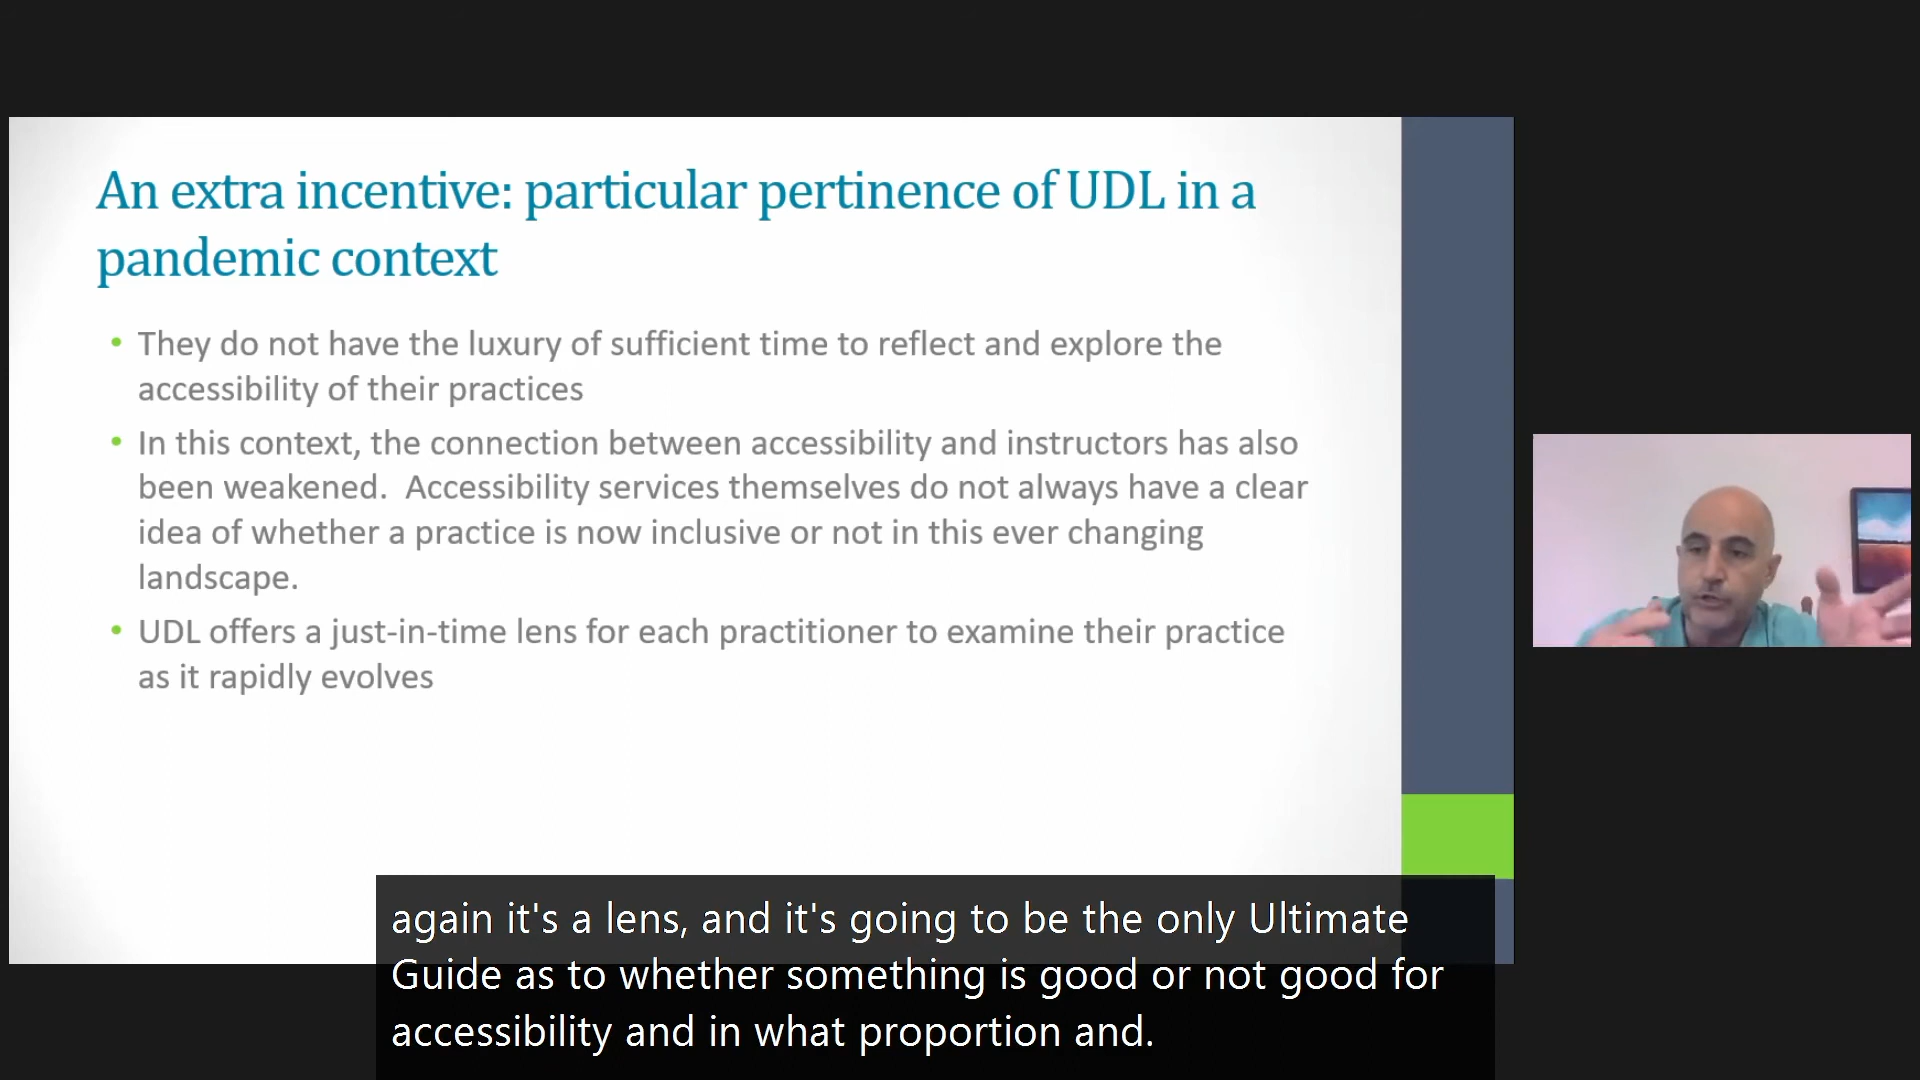 An extra incentive: particular pertinence of UDL in a
pandemic context
• They do not have the luxury of sufficient time to reflect and explore the
accessibility of their practices
• In this context, the connection between accessibility and instructors has also
been weakened.  Accessibility services themselves do not always have a clear
idea of whether a practice is now inclusive or not in this ever changing
landscape.
• UDL offers a just-in-time lens for each practitioner to examine their practice
as it rapidly evolves
again it's a lens, and it's going to be the only Ultimate
Guide as to whether something is good or not good for
accessibility and in what proportion and.